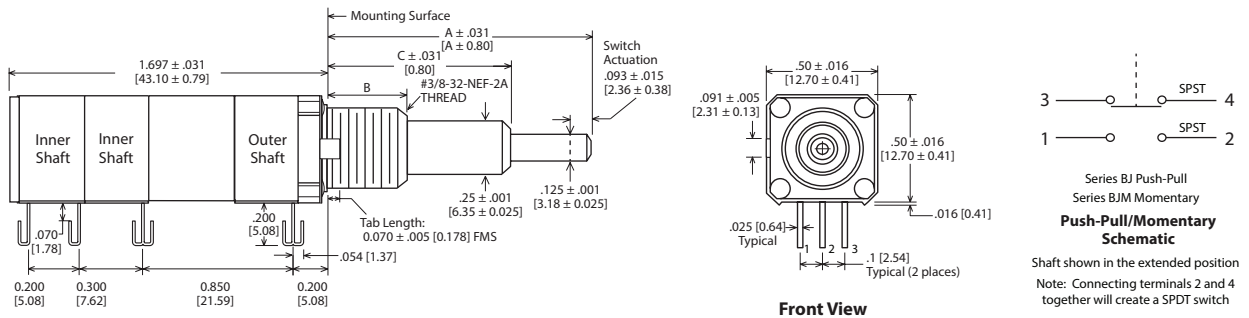 Mounting Surface
A ± .031
[A ± 0.80]
Switch
Actuation
.093 ± .015
[2.36 ± 0.38]
C ± .031
[0.80]
1.697 ± .031
[43.10 ± 0.79]
B
#3/8-32-NEF-2A
THREAD
Inner
Shaft
Inner
Shaft
Outer
Shaft
.25 ± .001
[6.35 ± 0.025]
.125 ± .001
[3.18 ± 0.025]
Tab Length:
0.070 ± .005 [0.178] FMS
.070
[1.78]
.200
[5.08]
.054 [1.37]
0.200
[5.08]
0.300
[7.62]
0.850
[21.59]
0.200
[5.08]
.50 ± .016
[12.70 ± 0.41]
.091 ± .005
[2.31 ± 0.13]
.50 ± .016
[12.70 ± 0.41]
.016 [0.41]
.025 [0.64]
Typical
1
2
3
.1 [2.54]
Typical (2 places)
Front View
3
SPST
4
1
SPST
2
Series BJ Push-Pull
Series BJM Momentary
Push-Pull/Momentary
Schematic
Shaft shown in the extended position
Note: Connecting terminals 2 and 4
together will create a SPDT switch